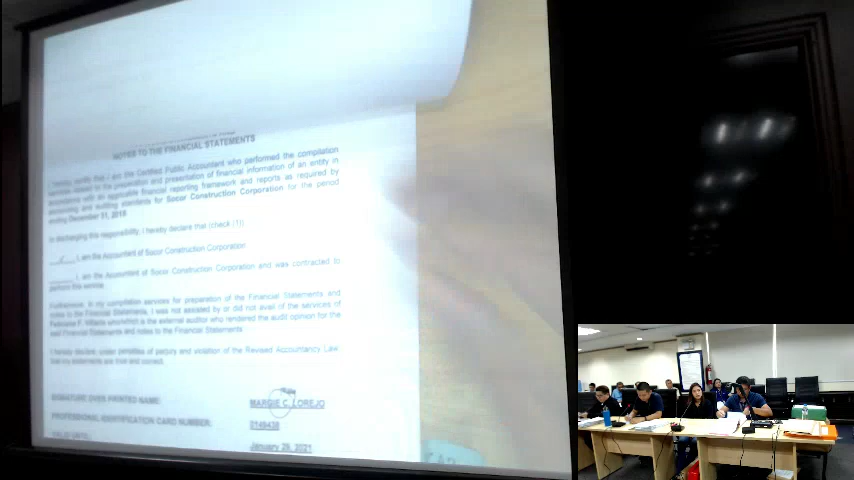 NOTES TO THE FINANCIAL STATEMENTS
I hereby certify that I am the Certified Public Accountant who performed the compilation
services related to the preparation and presentation of financial information of an entity in
accordance with an applicable financial reporting framework and reports as required by
accounting and auditing standards for Socor Construction Corporation for the period
ending December 31, 2018
In discharging this responsibility, I hereby declare that (check (1))
I am the Accountant of Socor Construction Corporation
I am the Accountant of Socor Construction Corporation and was contracted to
perform this service
Furthermore, in my compilation services for preparation of the Financial Statements and
notes to the Financial Statements, I was not assisted by or did not avail of the services of
who/which is the external auditor who rendered the audit opinion for the
said Financial Statements and notes to the Financial Statements
I hereby declare under penalties of perjury and violation of the Revised Accountancy Law
that my statements are true and correct.
SIGNATURE OVER PRINTED NAME: MARGIE C. LOREJO
PROFESSIONAL IDENTIFICATION CARD NUMBER: 0149438
VALID UNTIL: January 29, 2021